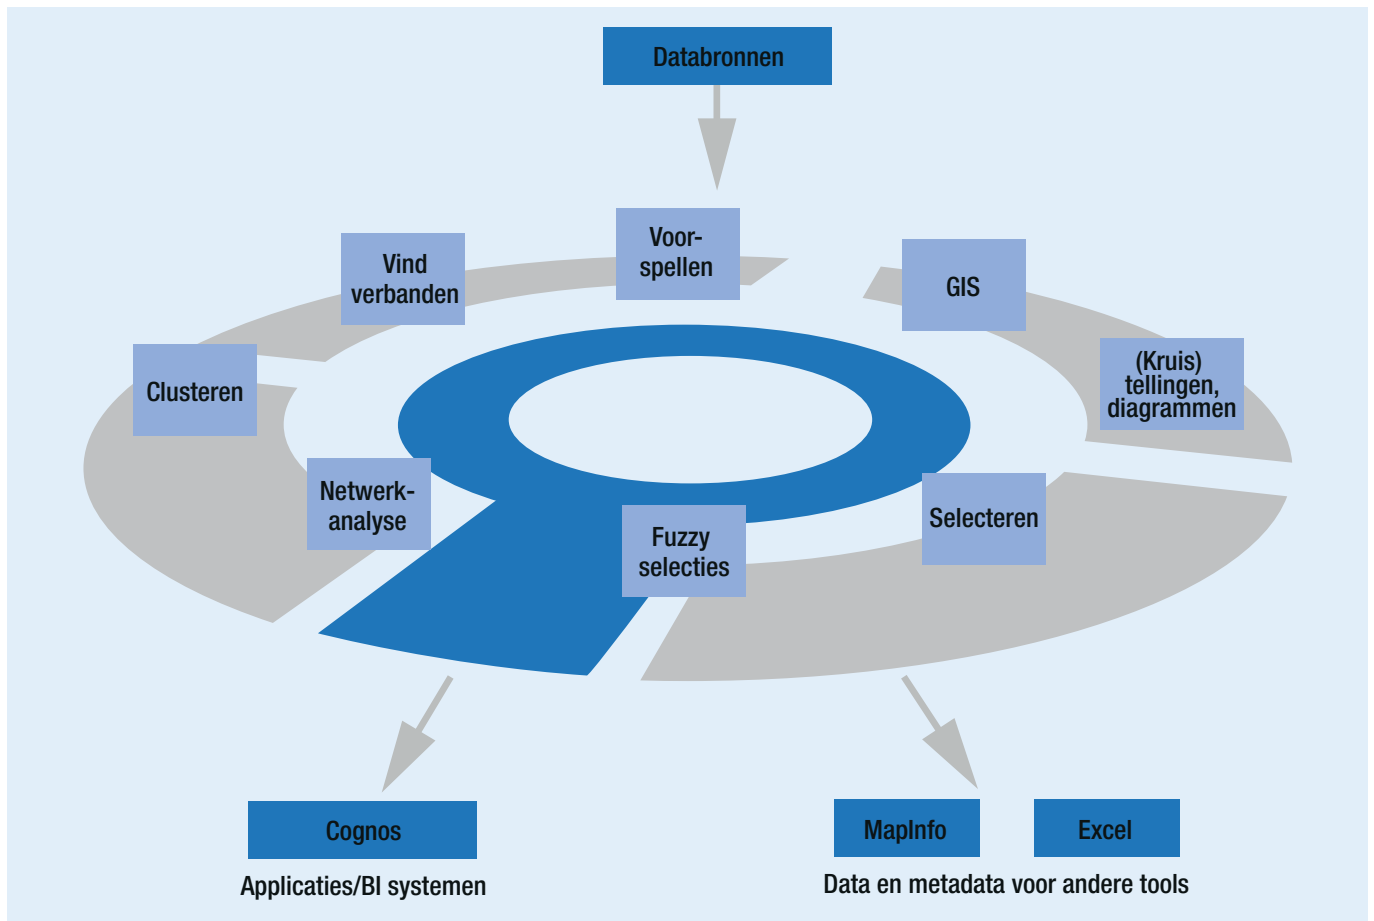 Databronnen
Voor-
spellen
Vind
verbanden
GIS
(Kruis)
tellingen,
diagrammen
Clusteren
Netwerk-
analyse
Selecteren
Fuzzy
selecties
Cognos
MapInfo
Excel
Applicaties/BI systemen
Data en metadata voor andere tools